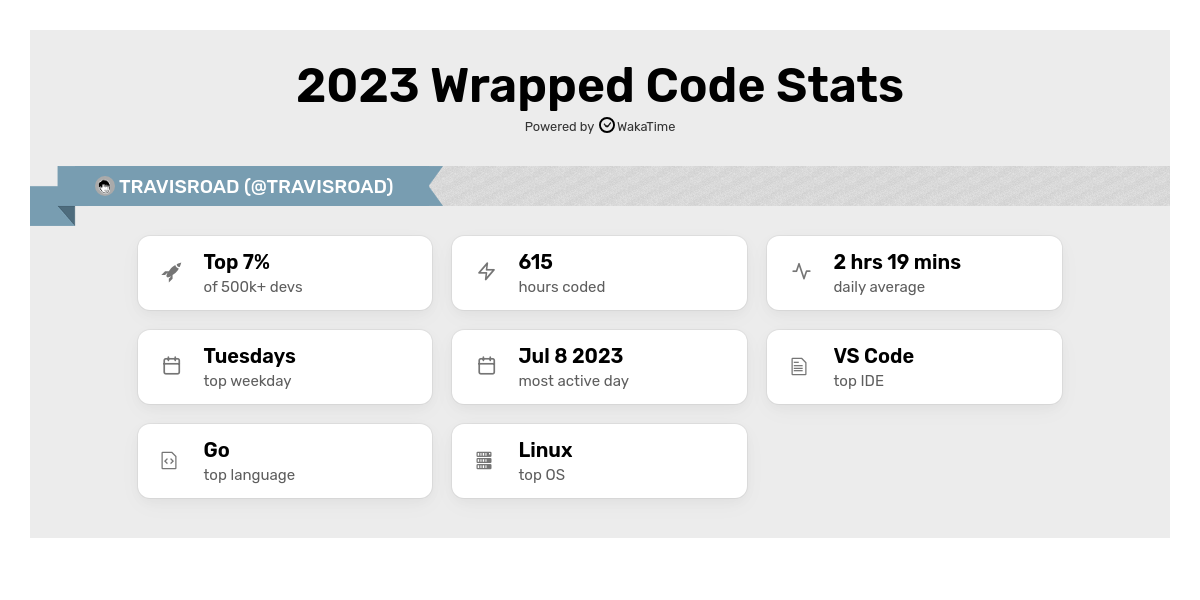 2023 Wrapped Code Stats
Powered by WakaTime
TRAVISROAD (@TRAVISROAD)
Top 7%
of 500k+ devs
615
hours coded
2 hrs 19 mins
daily average
Tuesdays
top weekday
Jul 8 2023
most active day
VS Code
top IDE
Go
top language
Linux
top OS